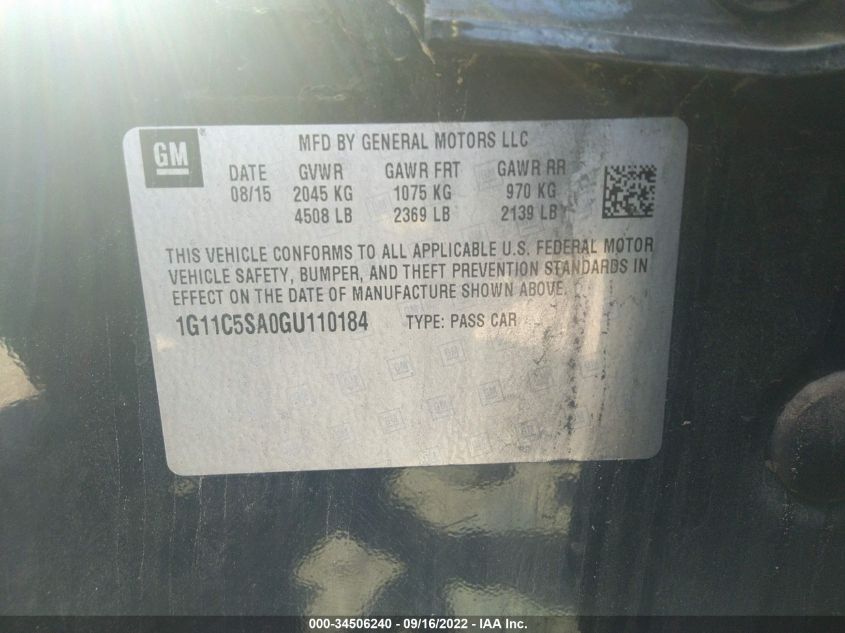 GM
MFD BY GENERAL MOTORS LLC
DATE GVWR GAWR FRT GAWR RR
08/15 2045 KG 1075 KG 970 KG
4508 LB 2369 LB 2139 LB
THIS VEHICLE CONFORMS TO ALL APPLICABLE U.S. FEDERAL MOTOR
VEHICLE SAFETY, BUMPER, AND THEFT PREVENTION STANDARDS IN
EFFECT ON THE DATE OF MANUFACTURE SHOWN ABOVE.
1G11C5SA0GU110184 TYPE: PASS CAR
000-34506240 - 09/16/2022 - IAA Inc.